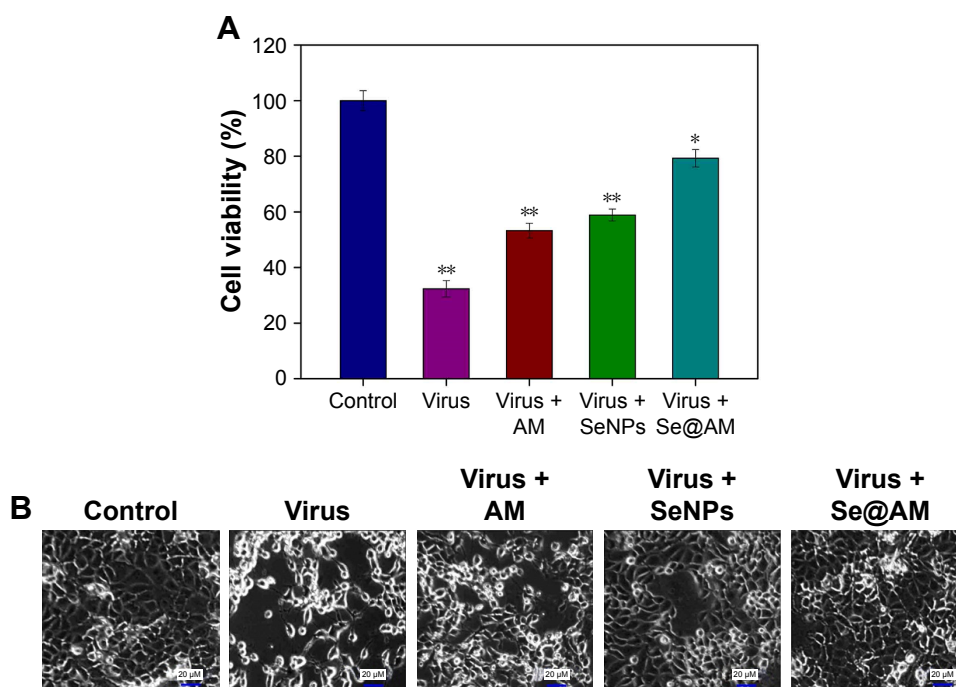 A
120
100
80
60
40
20
0
Cell viability (%)
*
**
**
**
Control
Virus
Virus +
AM
Virus +
SeNPs
Virus +
Se@AM
B
Control
Virus
Virus +
AM
Virus +
SeNPs
Virus +
Se@AM
20 µM
20 µM
20 µM
20 µM
20 µM